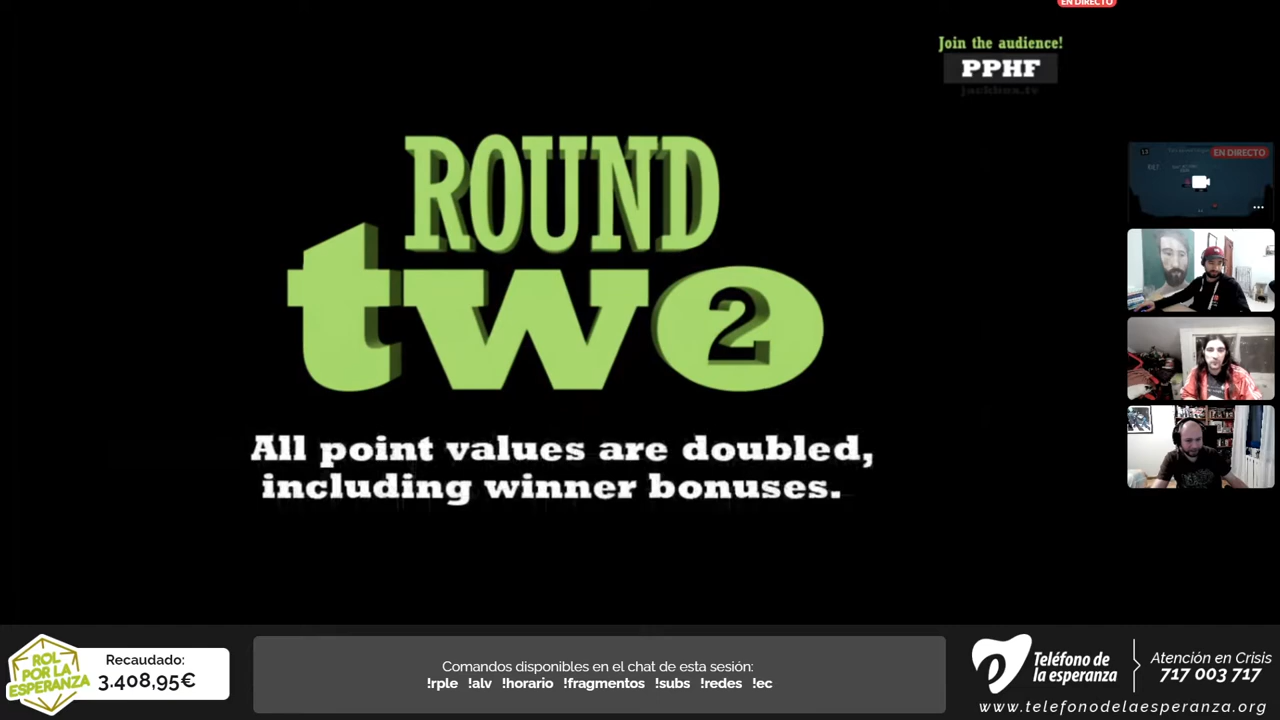 EN DIRECTO
Join the audience!
PPHF
jackbox.tv
EN DIRECTO
ROUND
two
2
All point values are doubled,
including winner bonuses.
ROL
POR LA
ESPERANZA
Recaudado:
3.408,95€
Comandos disponibles en el chat de esta sesión:
!rple !alv !horario !fragmentos !subs !redes !ec
Teléfono de
la esperanza
Atención en Crisis
717 003 717
www.telefonodelaesperanza.org